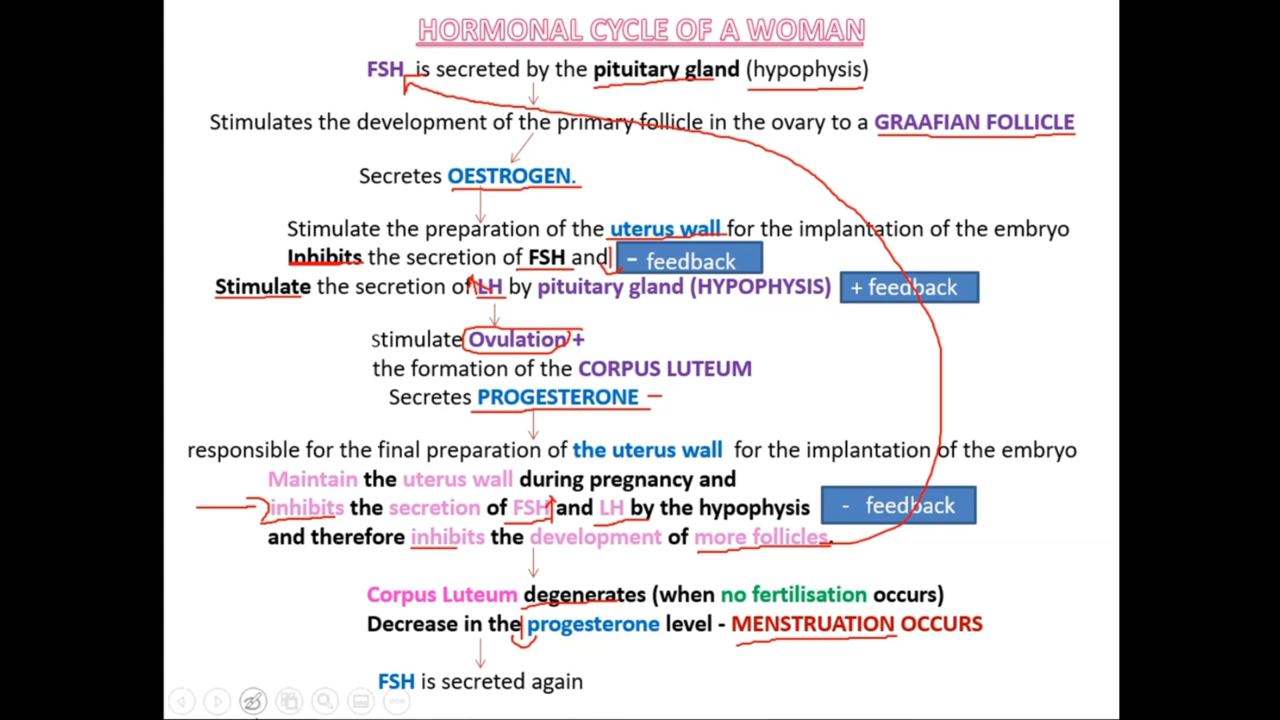 HORMONAL CYCLE OF A WOMAN
FSH is secreted by the pituitary gland (hypophysis)
Stimulates the development of the primary follicle in the ovary to a GRAAFIAN FOLLICLE
Secretes OESTROGEN.
Stimulate the preparation of the uterus wall for the implantation of the embryo
Inhibits the secretion of FSH and - feedback
Stimulate the secretion of LH by pituitary gland (HYPOPHYSIS) + feedback
stimulate Ovulation +
the formation of the CORPUS LUTEUM
Secretes PROGESTERONE
responsible for the final preparation of the uterus wall for the implantation of the embryo
Maintain the uterus wall during pregnancy and
inhibits the secretion of FSH and LH by the hypophysis - feedback
and therefore inhibits the development of more follicles.
Corpus Luteum degenerates (when no fertilisation occurs)
Decrease in the progesterone level - MENSTRUATION OCCURS
FSH is secreted again